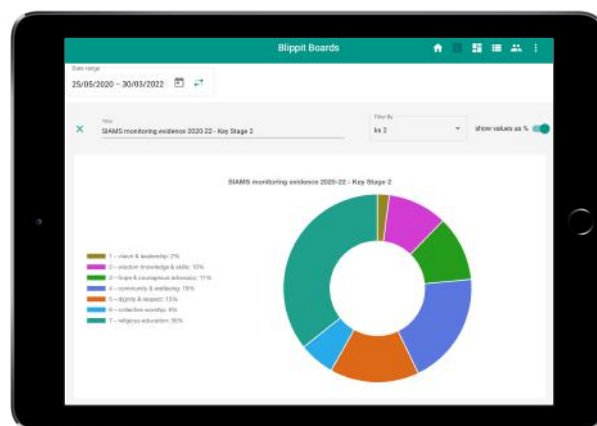 Blippit Boards
Date range
25/05/2020 – 30/03/2022
Title
SIAMS monitoring evidence 2020-22 - Key Stage 2
Filter By
ks 2
show values as %
SIAMS monitoring evidence 2020-22 - Key Stage 2
1 – vision & leadership: 2%
2 – wisdom knowledge & skills: 10%
3 – hope & courageous advocacy: 11%
4 – community & wellbeing: 19%
5 – dignity & respect: 15%
6 – collective worship: 6%
7 – religious education: 36%